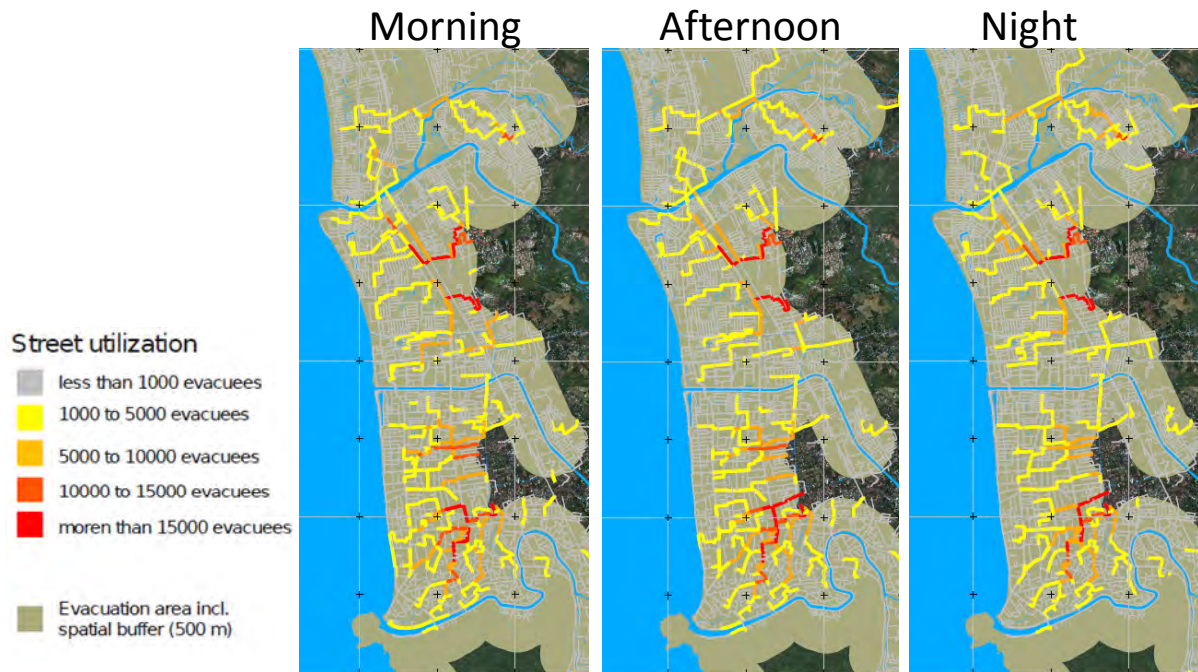 Morning
Afternoon
Night
Street utilization
less than 1000 evacuees
1000 to 5000 evacuees
5000 to 10000 evacuees
10000 to 15000 evacuees
moren than 15000 evacuees
Evacuation area incl.
spatial buffer (500 m)